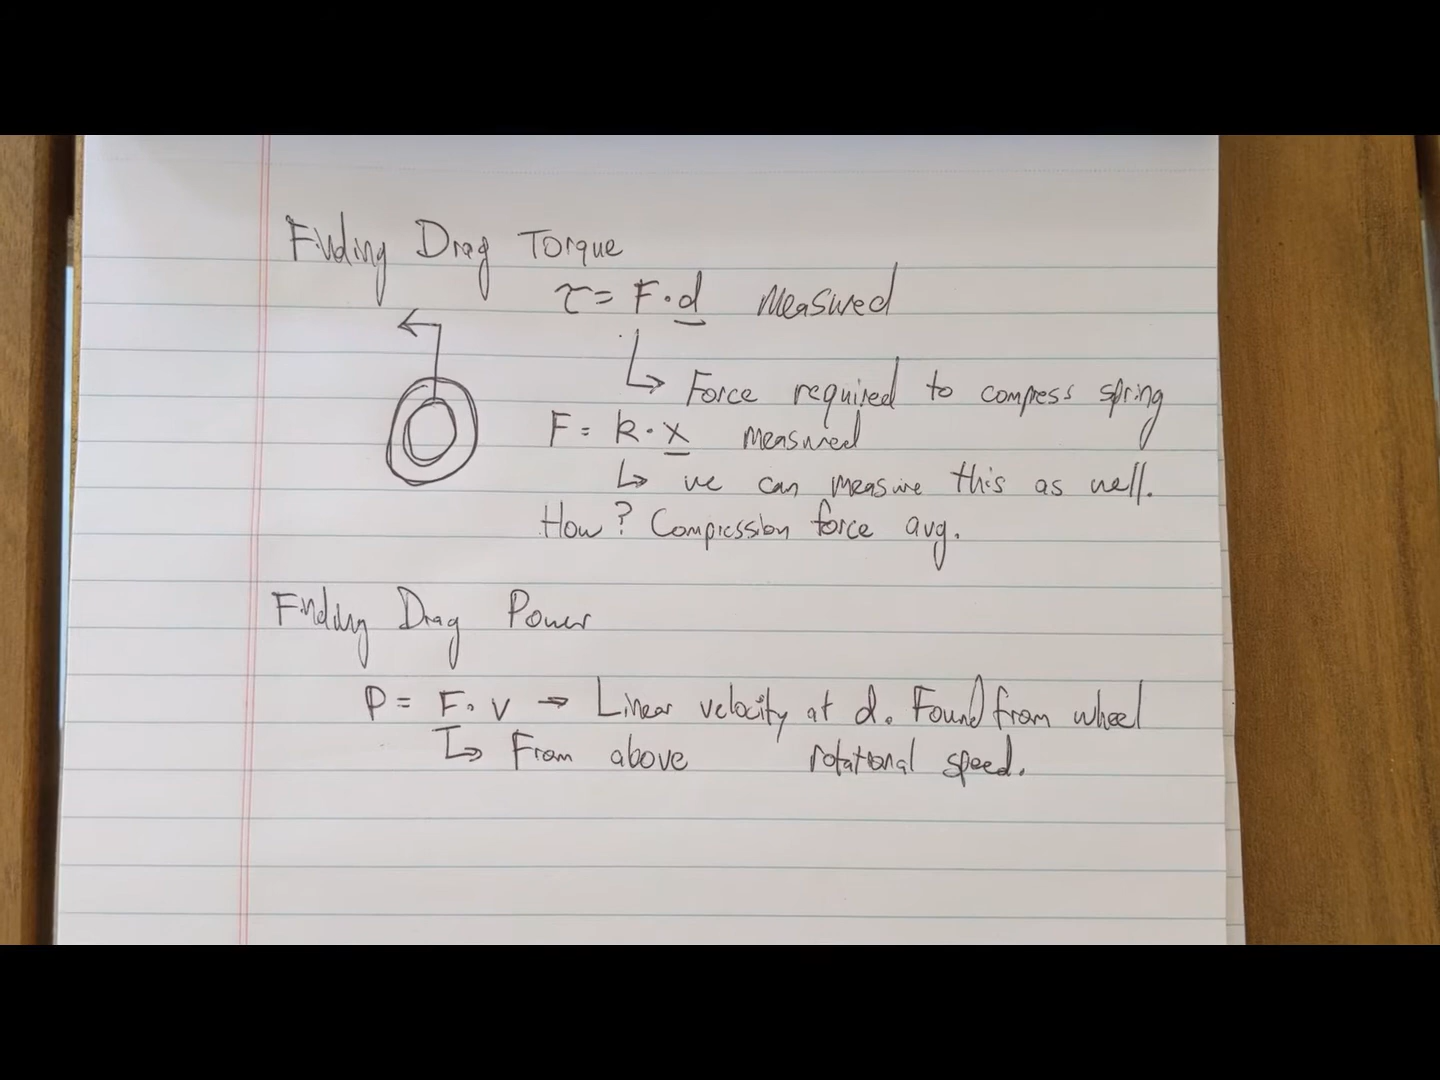 Finding Drag Torque
τ = F · d measured
↳ Force required to compress spring
F = k · x measured
↳ we can measure this as well.
How? Compression force avg.
Finding Drag Power
P = F · v → Linear velocity at d. Found from wheel
↳ From above rotational speed.